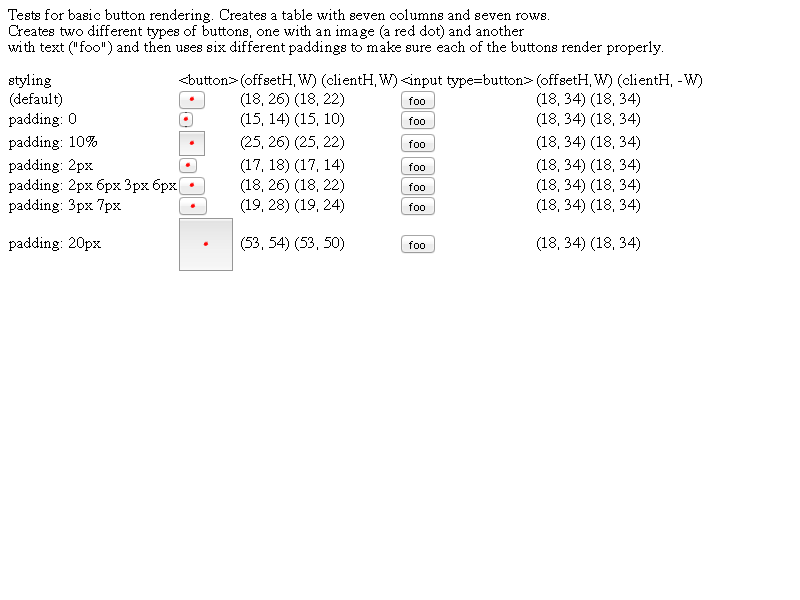 Tests for basic button rendering. Creates a table with seven columns and seven rows.
Creates two different types of buttons, one with an image (a red dot) and another
with text ("foo") and then uses six different paddings to make sure each of the buttons render properly.
styling <button> (offsetH, W) (clientH, W) <input type=button> (offsetH, W) (clientH, -W)
(default) (18, 26) (18, 22) foo (18, 34) (18, 34)
padding: 0 (15, 14) (15, 10) foo (18, 34) (18, 34)
padding: 10% (25, 26) (25, 22) foo (18, 34) (18, 34)
padding: 2px (17, 18) (17, 14) foo (18, 34) (18, 34)
padding: 2px 6px 3px 6px (18, 26) (18, 22) foo (18, 34) (18, 34)
padding: 3px 7px (19, 28) (19, 24) foo (18, 34) (18, 34)
padding: 20px (53, 54) (53, 50) foo (18, 34) (18, 34)